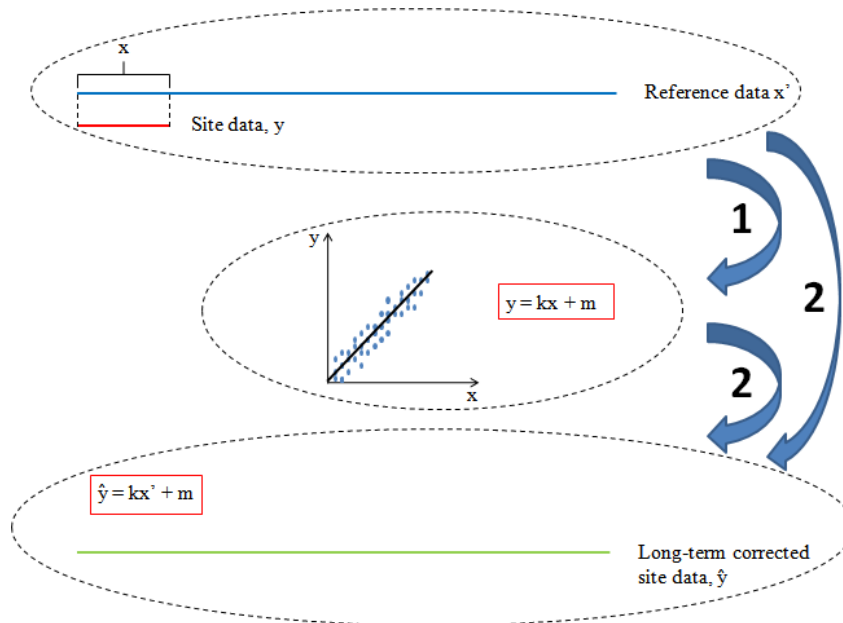 x
Reference data x’
Site data, y
1
2
y
y = kx + m
x
2
ŷ = kx’ + m
Long-term corrected
site data, ŷ